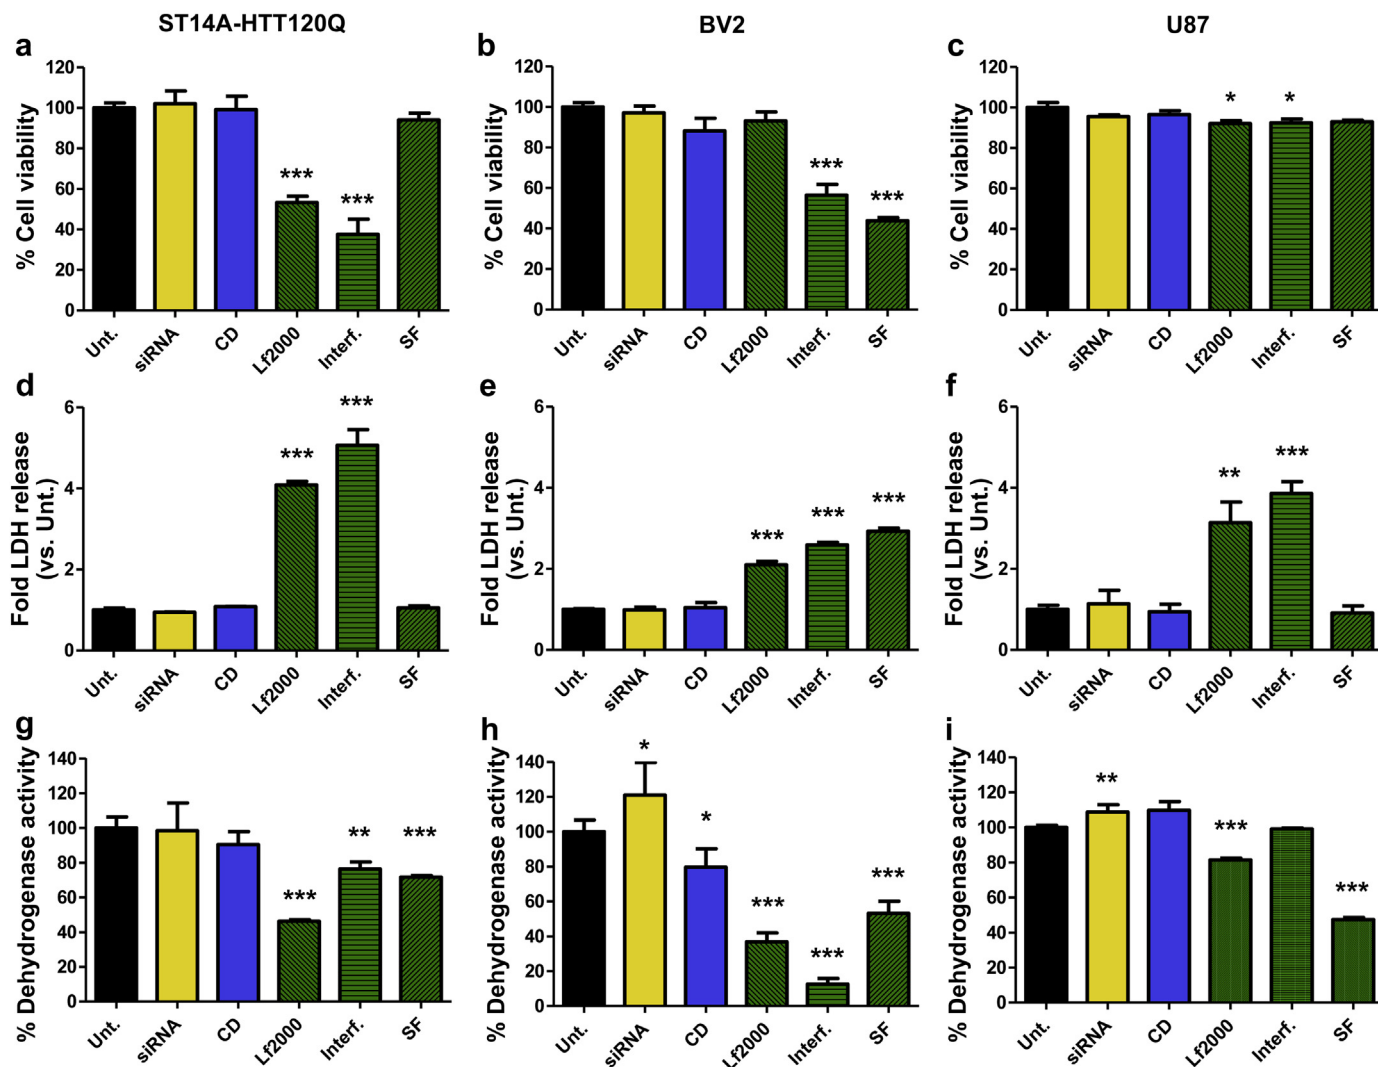 ST14A-HTT120Q
BV2
U87
a
% Cell viability
120
100
80
60
40
20
0
***
***
Unt.
siRNA
CD
Lf2000
Interf.
SF
b
% Cell viability
120
100
80
60
40
20
0
***
***
Unt.
siRNA
CD
Lf2000
Interf.
SF
c
% Cell viability
120
100
80
60
40
20
0
*
*
Unt.
siRNA
CD
Lf2000
Interf.
SF
d
Fold LDH release
(vs. Unt.)
6
4
2
0
***
***
Unt.
siRNA
CD
Lf2000
Interf.
SF
e
Fold LDH release
(vs. Unt.)
6
4
2
0
***
***
***
Unt.
siRNA
CD
Lf2000
Interf.
SF
f
Fold LDH release
(vs. Unt.)
6
4
2
0
**
***
Unt.
siRNA
CD
Lf2000
Interf.
SF
g
% Dehydrogenase activity
140
120
100
80
60
40
20
0
***
**
***
Unt.
siRNA
CD
Lf2000
Interf.
SF
h
% Dehydrogenase activity
140
120
100
80
60
40
20
0
*
*
***
***
***
Unt.
siRNA
CD
Lf2000
Interf.
SF
i
% Dehydrogenase activity
140
120
100
80
60
40
20
0
**
***
***
Unt.
siRNA
CD
Lf2000
Interf.
SF